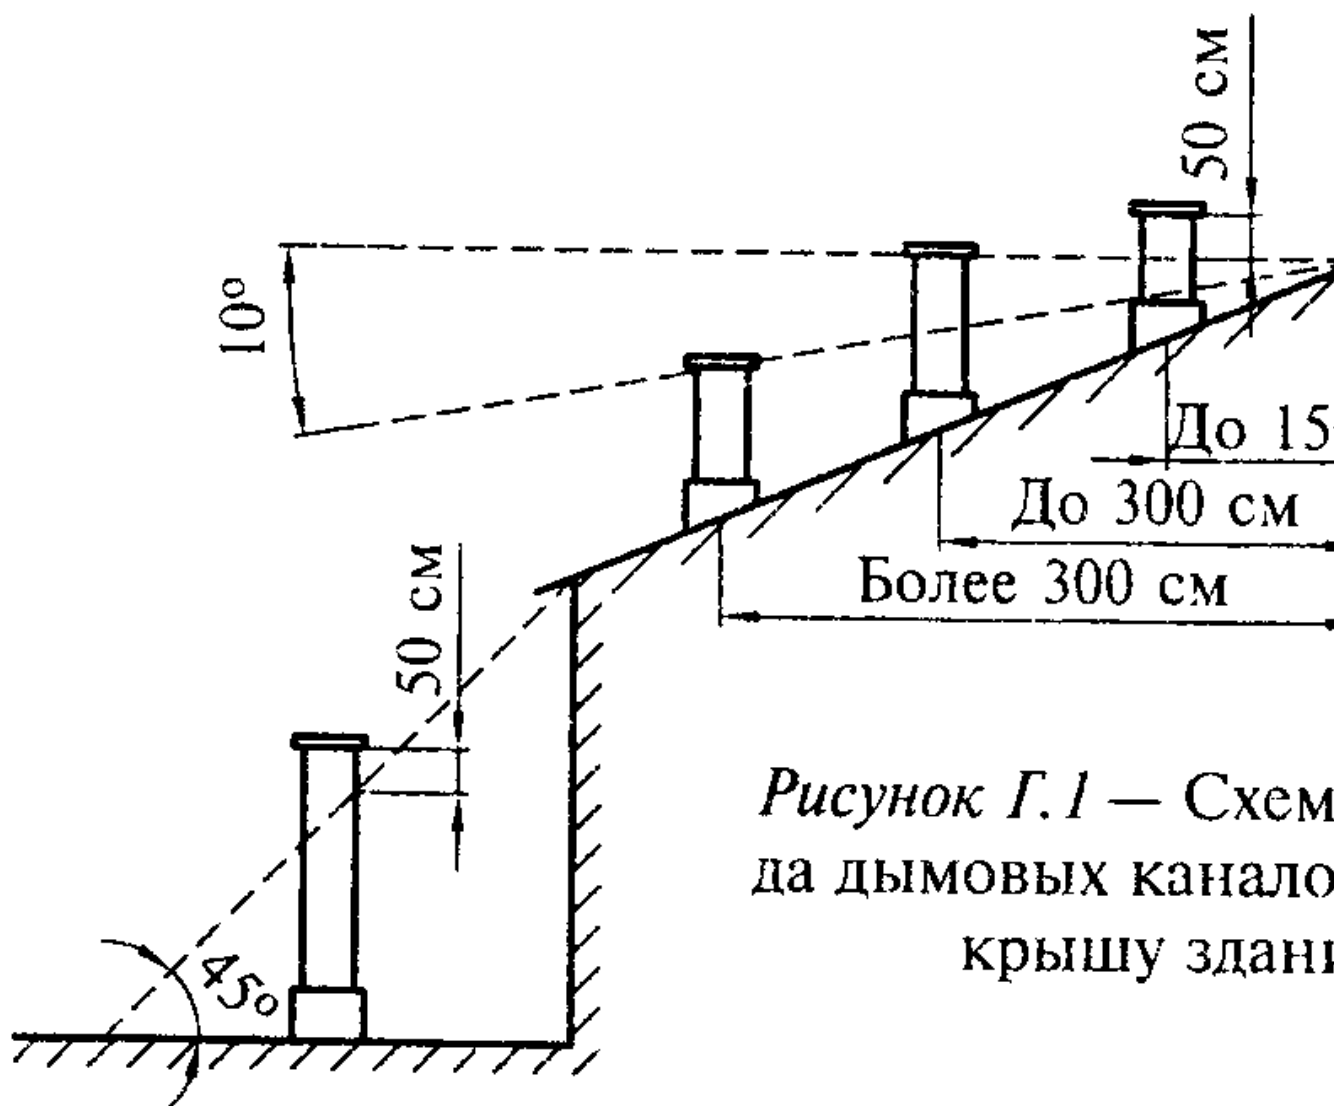 50 см
10°
До 15
До 300 см
Более 300 см
50 см
45°
Рисунок Г.1 — Схем
да дымовых канало
крышу здани